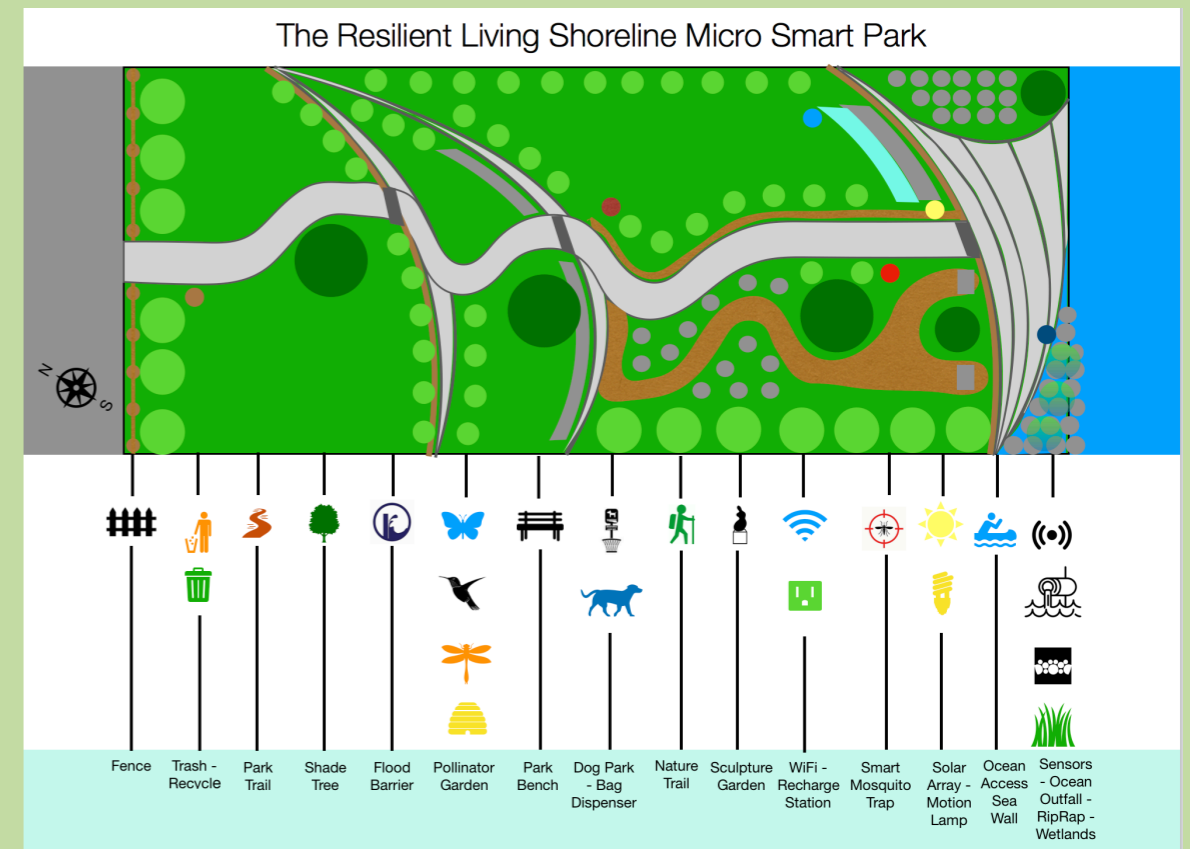 The Resilient Living Shoreline Micro Smart Park
N
S
Fence
Trash -
Recycle
Park
Trail
Shade
Tree
Flood
Barrier
Pollinator
Garden
Park
Bench
Dog Park
- Bag
Dispenser
Nature
Trail
Sculpture
Garden
WiFi -
Recharge
Station
Smart
Mosquito
Trap
Solar
Array -
Motion
Lamp
Ocean
Access
Sea
Wall
Sensors
- Ocean
Outfall -
RipRap -
Wetlands